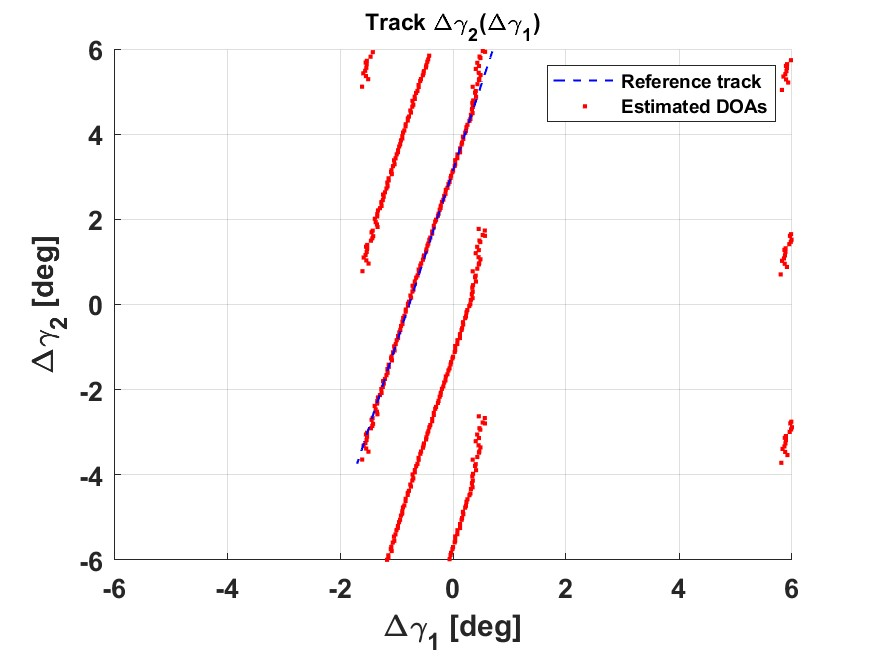 Track Δγ₂(Δγ₁)
6
4
2
0
-2
-4
-6
Δγ₂ [deg]
Reference track
Estimated DOAs
-6
-4
-2
0
2
4
6
Δγ₁ [deg]